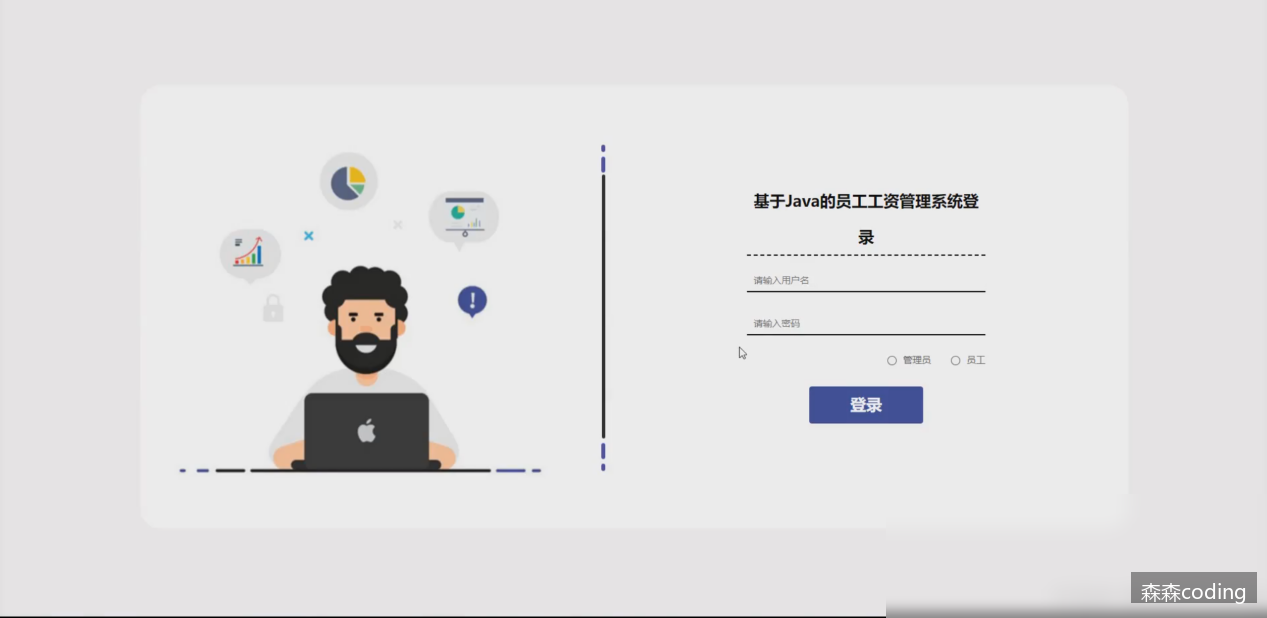 基于Java的员工工资管理系统登
录
请输入用户名
请输入密码
管理员 员工
登录
森森coding